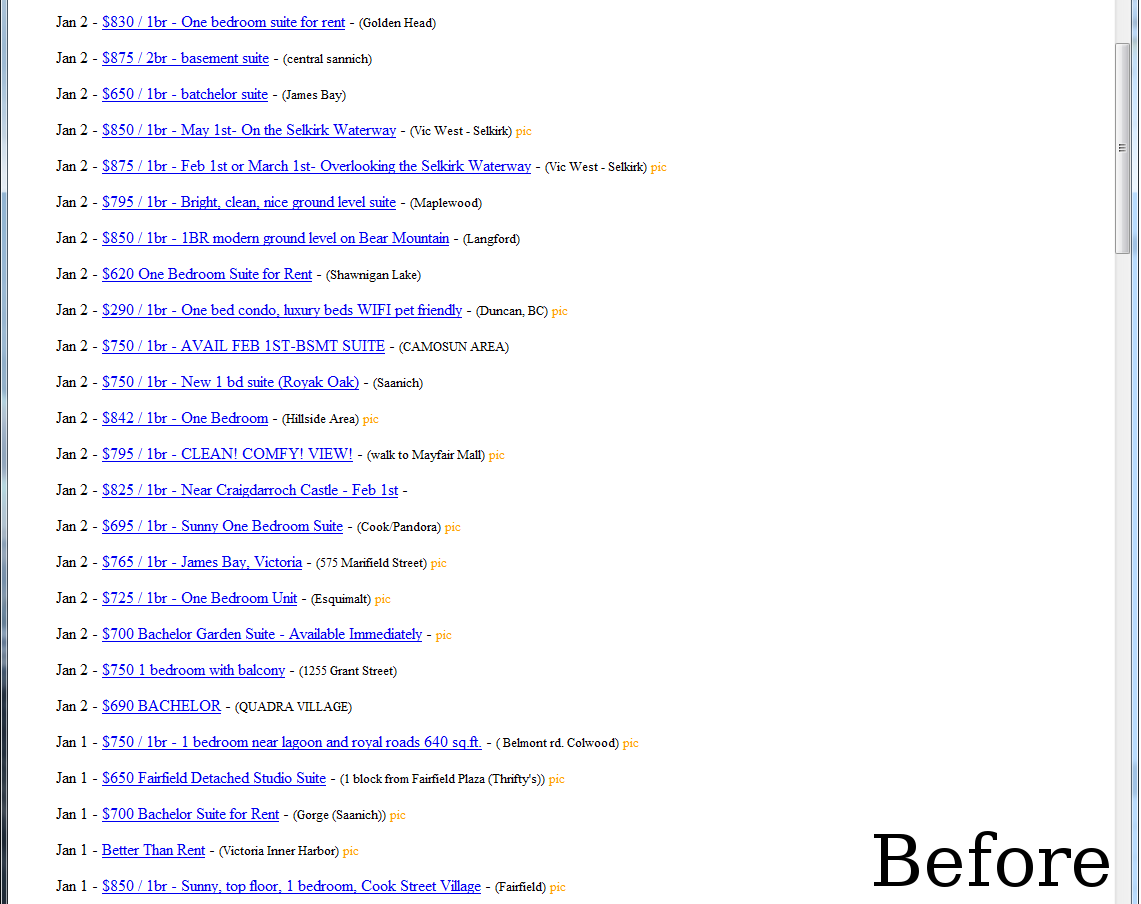 Jan 2 - $830 / 1br - One bedroom suite for rent - (Golden Head)
Jan 2 - $875 / 2br - basement suite - (central sannich)
Jan 2 - $650 / 1br - batchelor suite - (James Bay)
Jan 2 - $850 / 1br - May 1st- On the Selkirk Waterway - (Vic West - Selkirk) pic
Jan 2 - $875 / 1br - Feb 1st or March 1st- Overlooking the Selkirk Waterway - (Vic West - Selkirk) pic
Jan 2 - $795 / 1br - Bright, clean, nice ground level suite - (Maplewood)
Jan 2 - $850 / 1br - 1BR modern ground level on Bear Mountain - (Langford)
Jan 2 - $620 One Bedroom Suite for Rent - (Shawnigan Lake)
Jan 2 - $290 / 1br - One bed condo, luxury beds WIFI pet friendly - (Duncan, BC) pic
Jan 2 - $750 / 1br - AVAIL FEB 1ST-BSMT SUITE - (CAMOSUN AREA)
Jan 2 - $750 / 1br - New 1 bd suite (Royak Oak) - (Saanich)
Jan 2 - $842 / 1br - One Bedroom - (Hillside Area) pic
Jan 2 - $795 / 1br - CLEAN! COMFY! VIEW! - (walk to Mayfair Mall) pic
Jan 2 - $825 / 1br - Near Craigdarroch Castle - Feb 1st -
Jan 2 - $695 / 1br - Sunny One Bedroom Suite - (Cook/Pandora) pic
Jan 2 - $765 / 1br - James Bay, Victoria - (575 Marifield Street) pic
Jan 2 - $725 / 1br - One Bedroom Unit - (Esquimalt) pic
Jan 2 - $700 Bachelor Garden Suite - Available Immediately - pic
Jan 2 - $750 1 bedroom with balcony - (1255 Grant Street)
Jan 2 - $690 BACHELOR - (QUADRA VILLAGE)
Jan 1 - $750 / 1br - 1 bedroom near lagoon and royal roads 640 sq.ft. - ( Belmont rd. Colwood) pic
Jan 1 - $650 Fairfield Detached Studio Suite - (1 block from Fairfield Plaza (Thrifty's)) pic
Jan 1 - $700 Bachelor Suite for Rent - (Gorge (Saanich)) pic
Jan 1 - Better Than Rent - (Victoria Inner Harbor) pic
Jan 1 - $850 / 1br - Sunny, top floor, 1 bedroom, Cook Street Village - (Fairfield) pic
Before